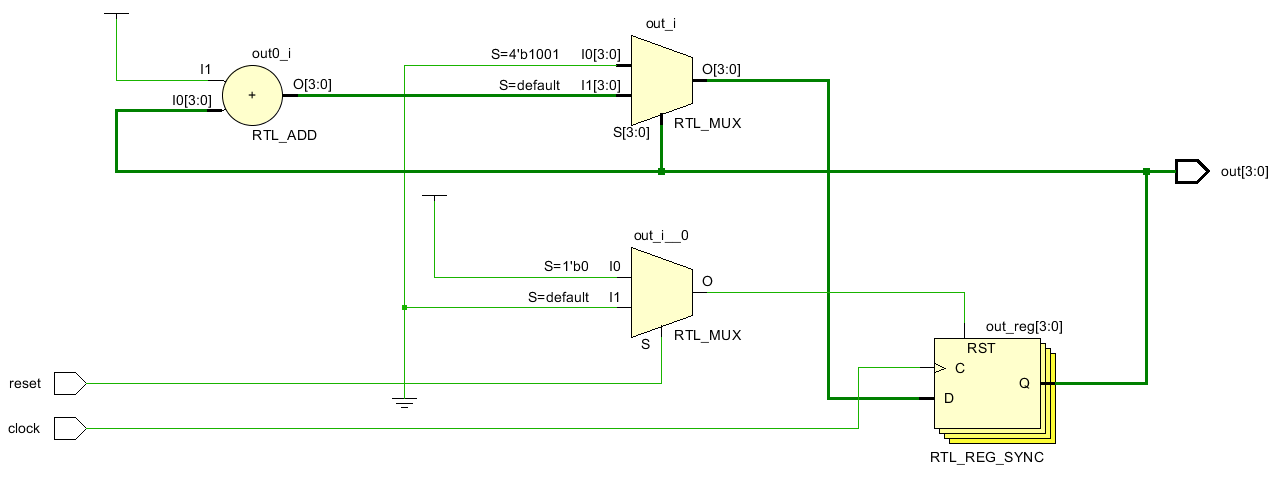 out_i
out0_i
S=4'b1001 I0[3:0]
I1
O[3:0]
O[3:0]
S=default I1[3:0]
I0[3:0]
+
RTL_ADD
S[3:0]
RTL_MUX
out[3:0]
out_i__0
S=1'b0 I0
O
S=default I1
RTL_MUX
S
out_reg[3:0]
RST
C
reset
Q
D
clock
RTL_REG_SYNC